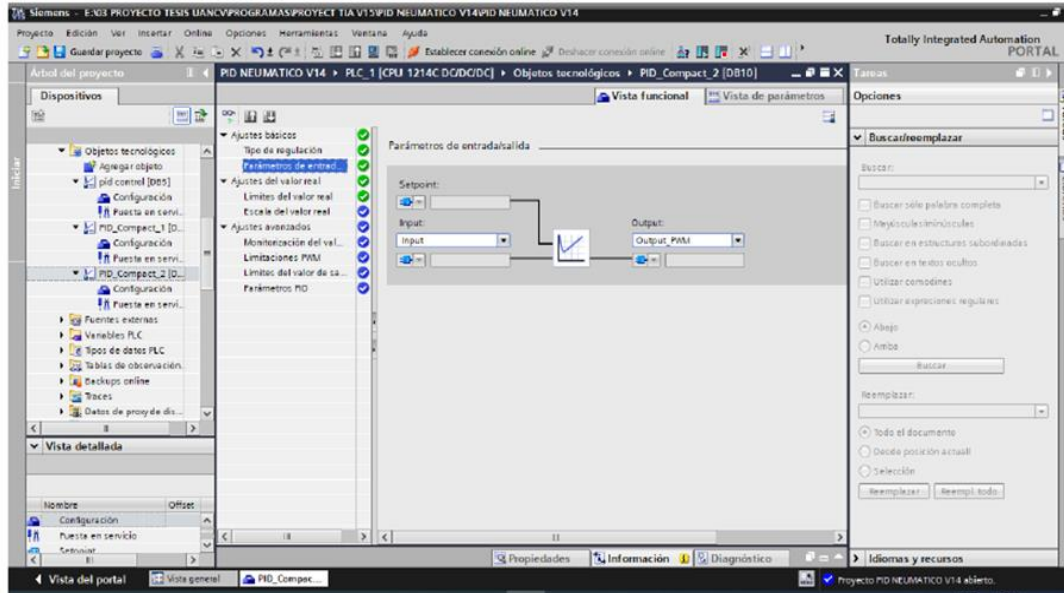 Siemens - E:\03 PROYECTO TESIS UANCV\PROGRAMAS\PROYECT TIA V15\PID NEUMATICO V14\PID NEUMATICO V14
Proyecto Edición Ver Insertar Online Opciones Herramientas Ventana Ayuda
Guardar proyecto
Establecer conexión online
Deshacer conexión online
Totally Integrated Automation
PORTAL
Árbol del proyecto
PID NEUMATICO V14 PLC_1 [CPU 1214C DC/DC/DC] Objetos tecnológicos PID_Compact_2 [DB10]
Tareas
Dispositivos
Vista funcional
Vista de parámetros
Opciones
Iniciar
Objetos tecnológicos
Agregar objeto
pid control [DB5]
Configuración
Puesta en servi...
PID_Compact_1 [D...
Configuración
Puesta en servi...
PID_Compact_2 [D...
Configuración
Puesta en servi...
Fuentes externas
Variables PLC
Tipos de datos PLC
Tablas de observación...
Backups online
Traces
Datos de proxy de dis...
Vista detallada
Nombre Offset
Configuración
Puesta en servicio
Setpoint
Ajustes básicos
Tipo de regulación
Parámetros de entrad...
Ajustes del valor real
Límites del valor real
Escala del valor real
Ajustes avanzados
Monitorización del val...
Limitaciones PWM
Límites del valor de sa...
Parámetros PID
Parámetros de entrada/salida
Setpoint:
Input:
Input
Output:
Output_PWM
Buscar/reemplazar
Buscar:
Buscar sólo palabra completa
Mayúsculas/minúsculas
Buscar en estructuras subordinadas
Buscar en textos ocultos
Utilizar comodines
Utilizar expresiones regulares
Abajo
Arriba
Buscar
Reemplazar:
Todo el documento
Desde posición actual
Selección
Reemplazar
Reempl. todo
Idiomas y recursos
Propiedades
Información
Diagnóstico
Vista del portal
Vista general
PID_Compac...
Proyecto PID NEUMATICO V14 abierto.